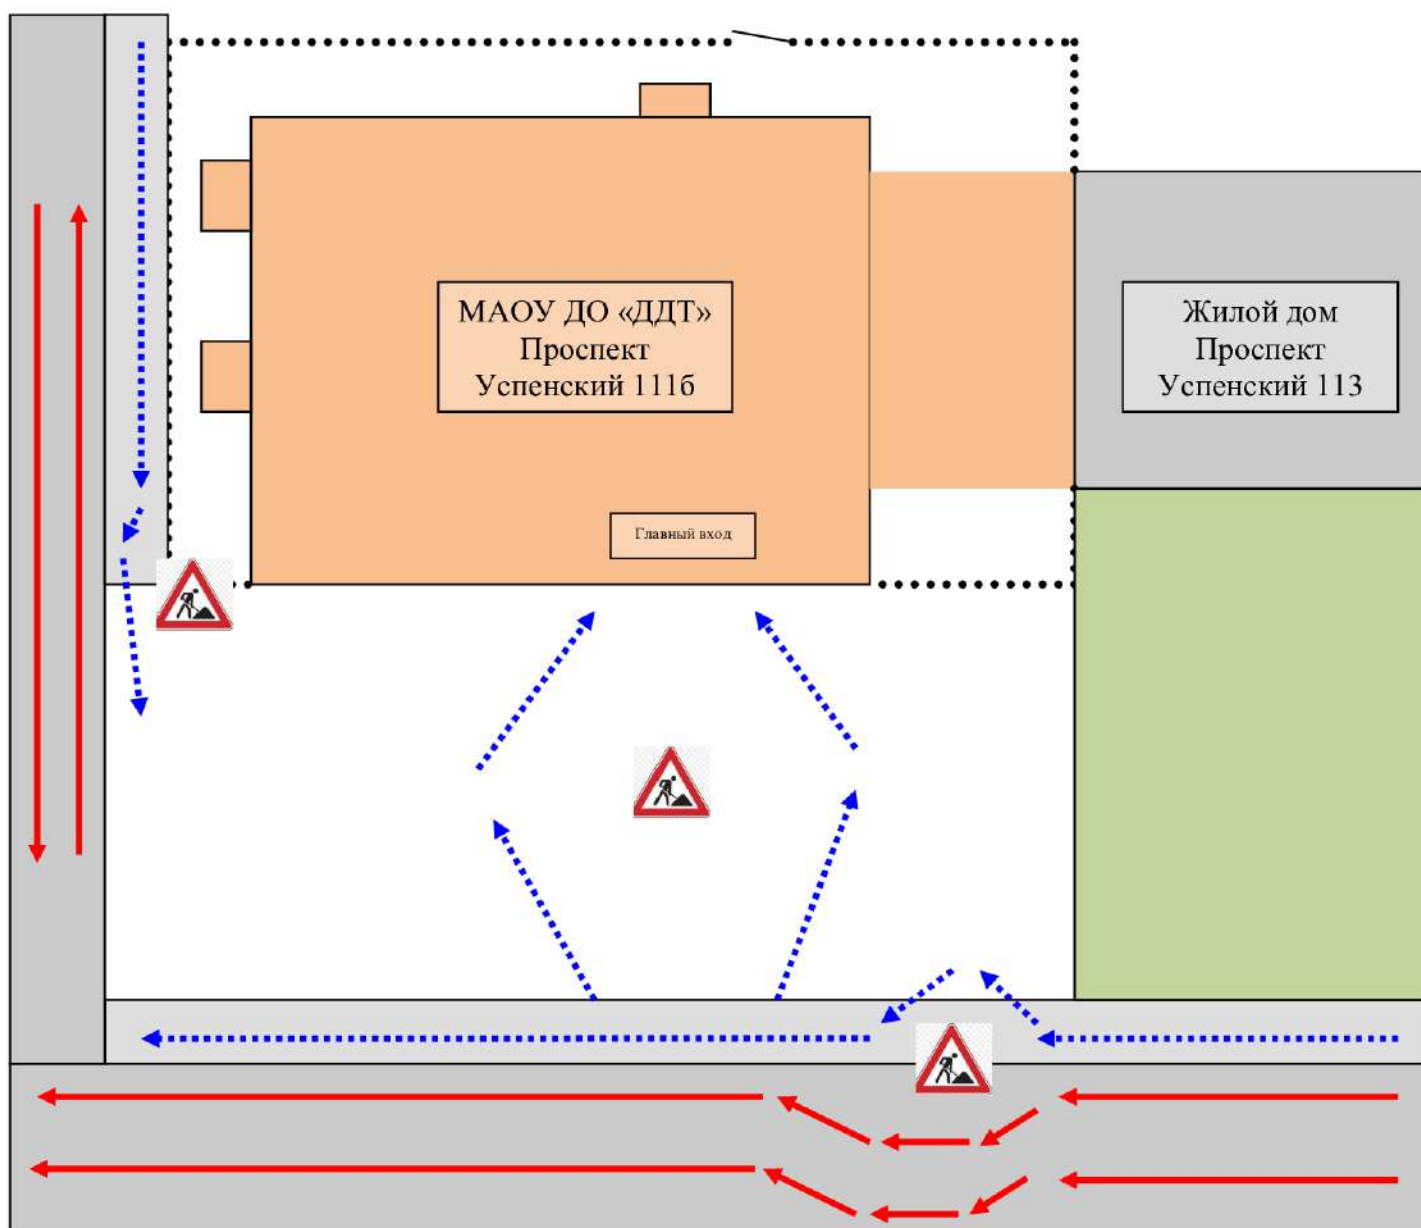 МАОУ ДО «ДДТ»
Проспект
Успенский 111б
Жилой дом
Проспект
Успенский 113
Главный вход